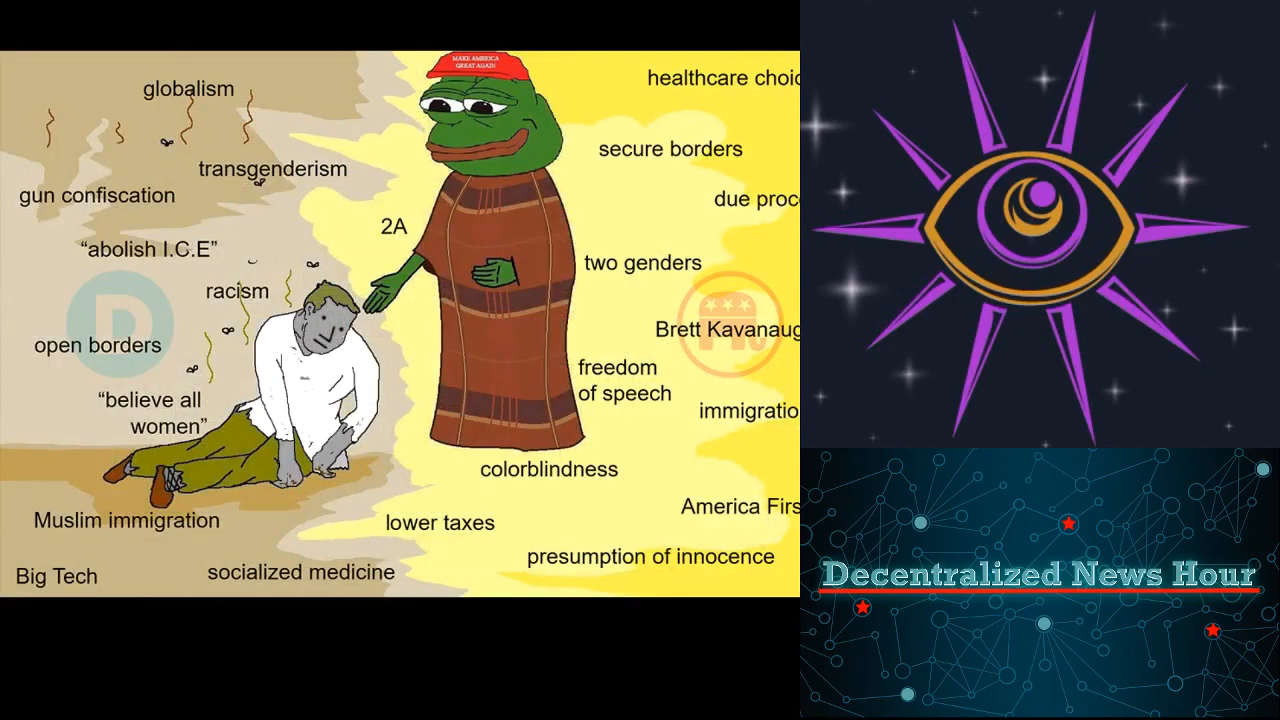 MAKE AMERICA
GREAT AGAIN
globalism
healthcare choic
transgenderism
secure borders
gun confiscation
due proc
2A
"abolish I.C.E"
two genders
racism
D
open borders
Brett Kavanaug
freedom
of speech
"believe all
women"
immigratio
colorblindness
Muslim immigration
lower taxes
America Firs
presumption of innocence
Big Tech
socialized medicine
Decentralized News Hour